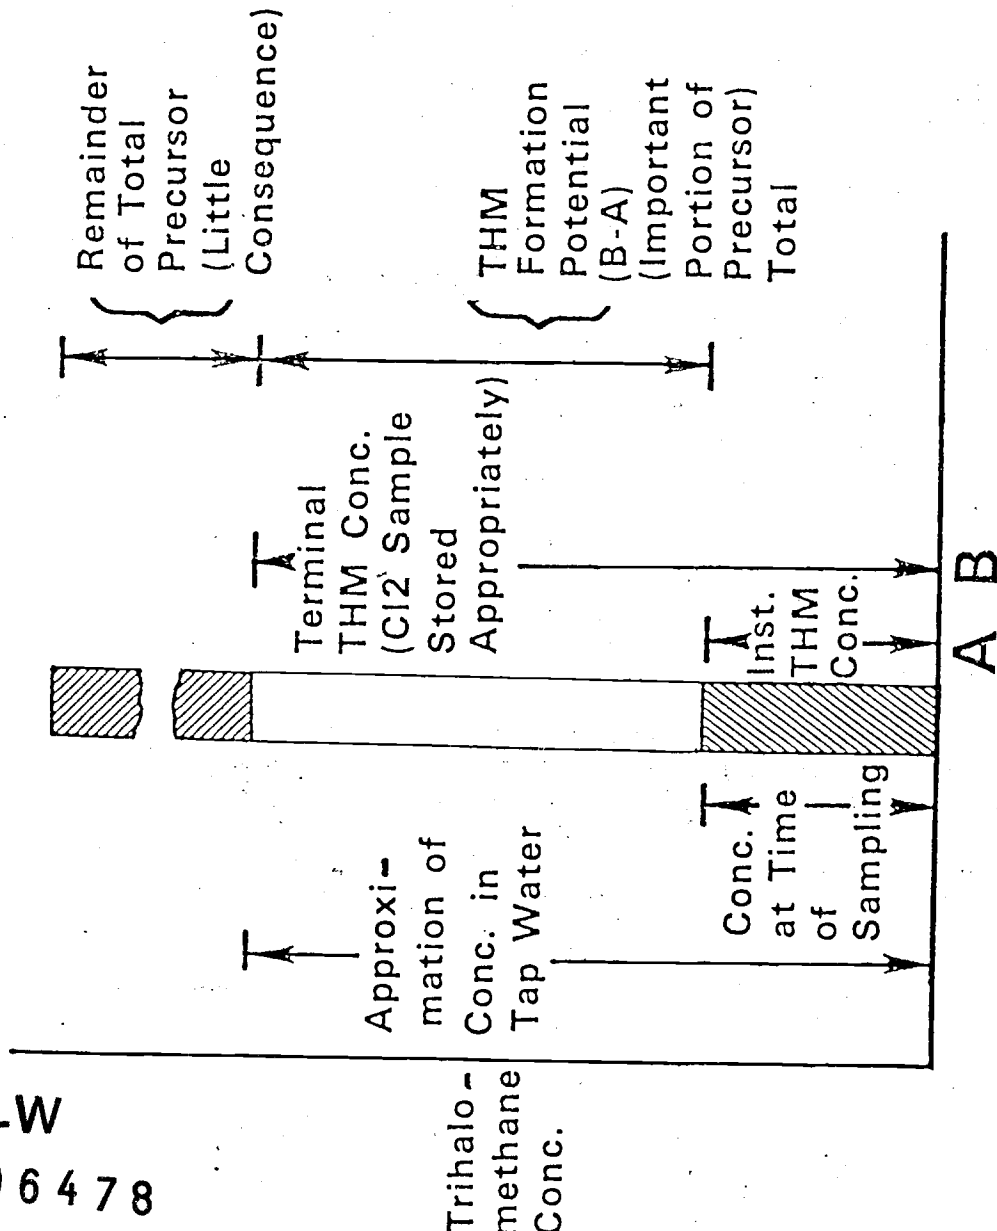 Remainder
of Total
Precursor
(Little
Consequence)
THM
Formation
Potential
(B-A)
(Important
Portion of
Precursor)
Total
Terminal
THM Conc.
(Cl2 Sample
Stored
Appropriately)
Inst.
THM
Conc.
A
B
Approxi-
mation of
Conc. in
Tap Water
Conc.
at Time
of
Sampling
Trihalo-
methane
Conc.
-W
6478